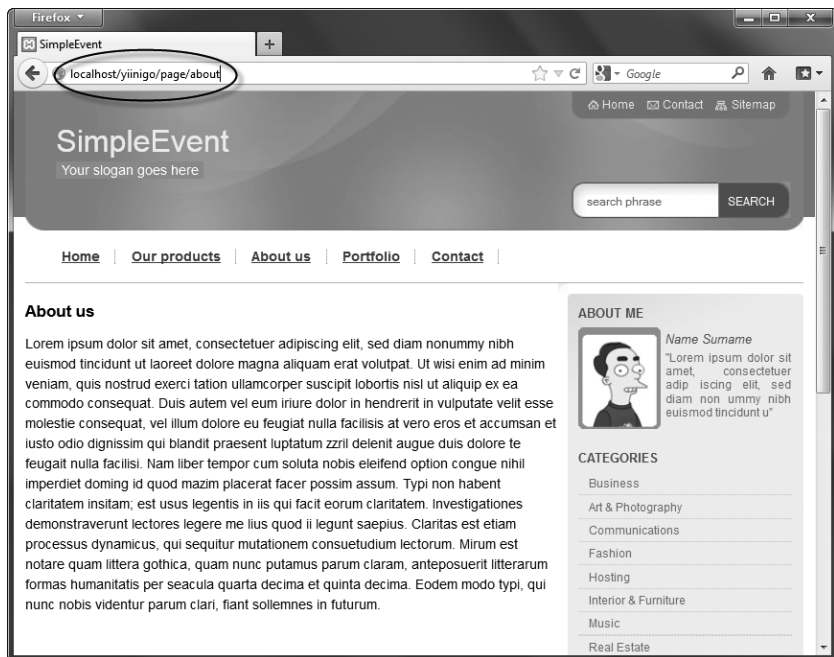 Firefox
SimpleEvent
localhost/yiinigo/page/about
Google
Home Contact Sitemap
SimpleEvent
Your slogan goes here
search phrase SEARCH
Home Our products About us Portfolio Contact
About us
Lorem ipsum dolor sit amet, consectetuer adipiscing elit, sed diam nonummy nibh
euismod tincidunt ut laoreet dolore magna aliquam erat volutpat. Ut wisi enim ad minim
veniam, quis nostrud exerci tation ullamcorper suscipit lobortis nisl ut aliquip ex ea
commodo consequat. Duis autem vel eum iriure dolor in hendrerit in vulputate velit esse
molestie consequat, vel illum dolore eu feugiat nulla facilisis at vero eros et accumsan et
iusto odio dignissim qui blandit praesent luptatum zzril delenit augue duis dolore te
feugait nulla facilisi. Nam liber tempor cum soluta nobis eleifend option congue nihil
imperdiet doming id quod mazim placerat facer possim assum. Typi non habent
claritatem insitam; est usus legentis in iis qui facit eorum claritatem. Investigationes
demonstraverunt lectores legere me lius quod ii legunt saepius. Claritas est etiam
processus dynamicus, qui sequitur mutationem consuetudium lectorum. Mirum est
notare quam littera gothica, quam nunc putamus parum claram, anteposuerit litterarum
formas humanitatis per seacula quarta decima et quinta decima. Eodem modo typi, qui
nunc nobis videntur parum clari, fiant sollemnes in futurum.
ABOUT ME
Name Surname
"Lorem ipsum dolor sit
amet, consectetuer
adip iscing elit, sed
diam non ummy nibh
euismod tincidunt u"
CATEGORIES
Business
Art & Photography
Communications
Fashion
Hosting
Interior & Furniture
Music
Real Estate